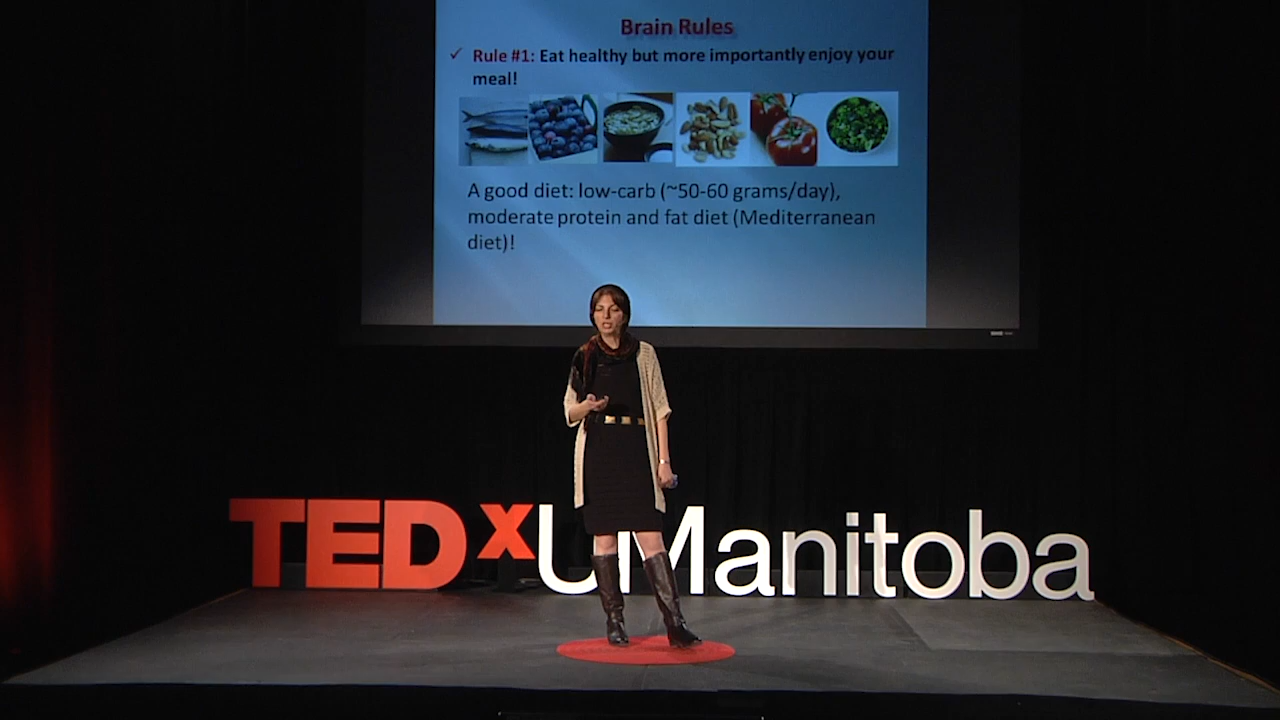 Brain Rules
✓ Rule #1: Eat healthy but more importantly enjoy your
meal!
A good diet: low-carb (~50-60 grams/day),
moderate protein and fat diet (Mediterranean
diet)!
TEDxUManitoba